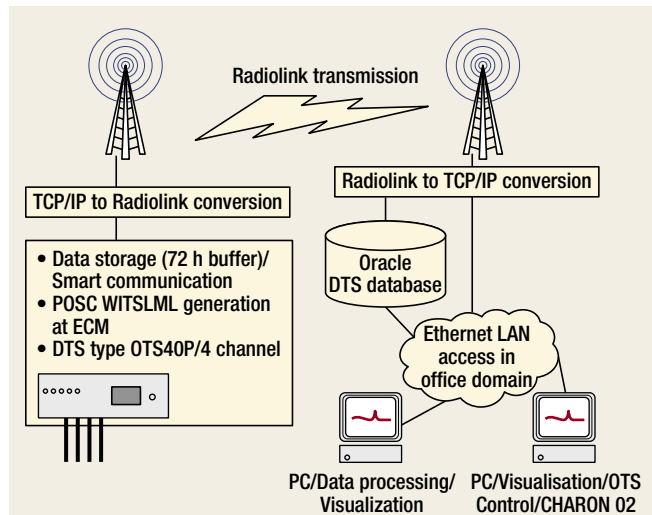 Radiolink transmission
TCP/IP to Radiolink conversion
• Data storage (72 h buffer)/
Smart communication
• POSC WITSLML generation
at ECM
• DTS type OTS40P/4 channel
Radiolink to TCP/IP conversion
Oracle
DTS database
Ethernet LAN
access in
office domain
PC/Data processing/
Visualization
PC/Visualisation/OTS
Control/CHARON 02